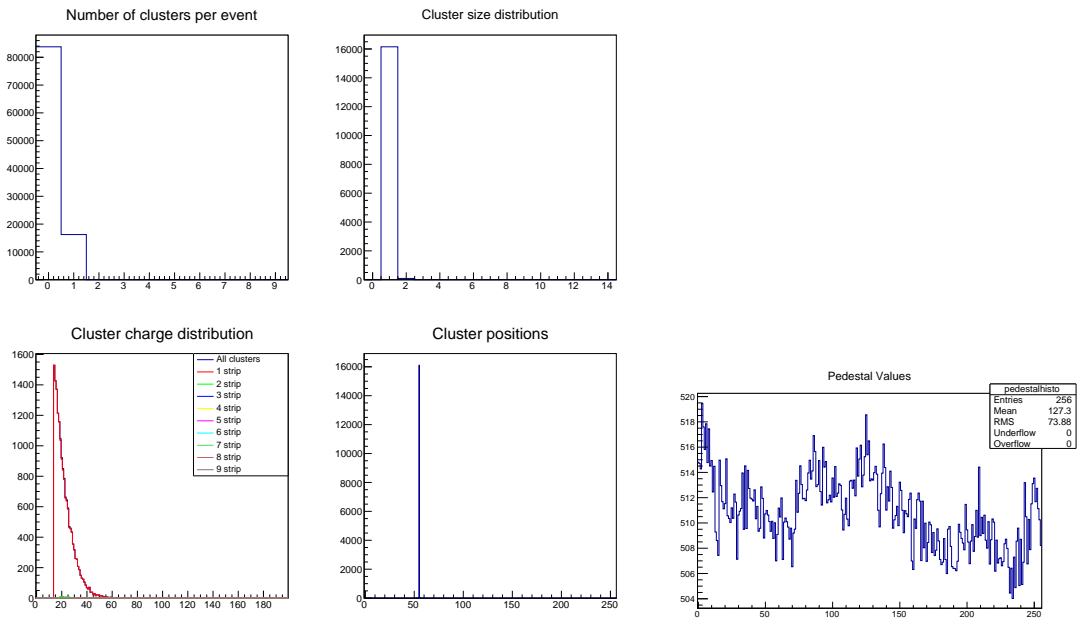 Number of clusters per event
80000
70000
60000
50000
40000
30000
20000
10000
0
0 1 2 3 4 5 6 7 8 9
Cluster size distribution
16000
14000
12000
10000
8000
6000
4000
2000
0
0 2 4 6 8 10 12 14
Cluster charge distribution
1600
1400
1200
1000
800
600
400
200
0
0 20 40 60 80 100 120 140 160 180
All clusters
1 strip
2 strip
3 strip
4 strip
5 strip
6 strip
7 strip
8 strip
9 strip
Cluster positions
16000
14000
12000
10000
8000
6000
4000
2000
0
0 50 100 150 200 250
Pedestal Values
520
518
516
514
512
510
508
506
504
0 50 100 150 200 250
pedestalhisto
Entries 256
Mean 127.3
RMS 73.88
Underflow 0
Overflow 0